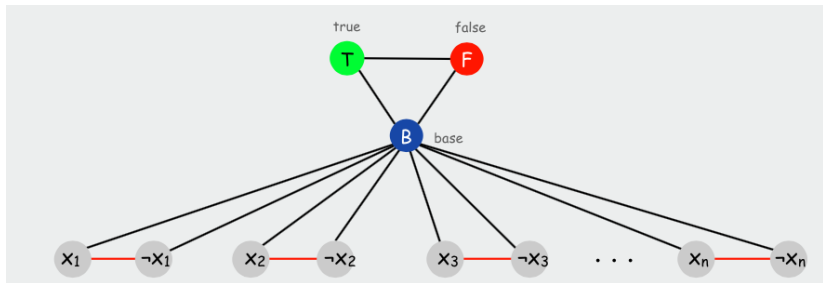 true false
T F
B base
x₁ ¬x₁ x₂ ¬x₂ x₃ ¬x₃ . . . xₙ ¬xₙ